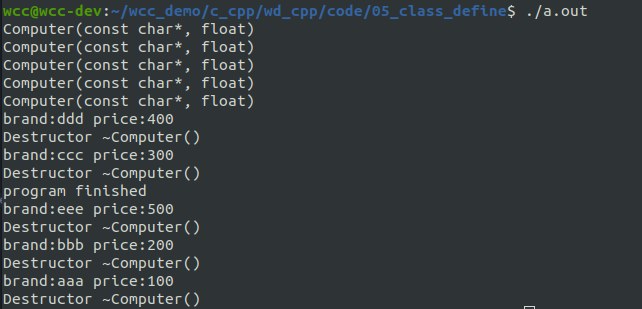 wcc@wcc-dev:~/wcc_demo/c_cpp/wd_cpp/code/05_class_define$ ./a.out
Computer(const char*, float)
Computer(const char*, float)
Computer(const char*, float)
Computer(const char*, float)
Computer(const char*, float)
brand:ddd price:400
Destructor ~Computer()
brand:ccc price:300
Destructor ~Computer()
program finished
brand:eee price:500
Destructor ~Computer()
brand:bbb price:200
Destructor ~Computer()
brand:aaa price:100
Destructor ~Computer()